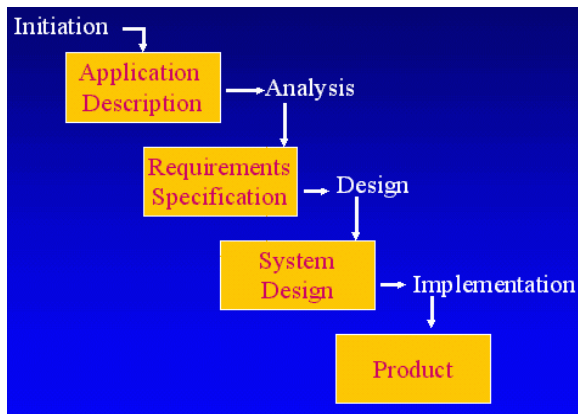 Initiation
Application
Description
Analysis
Requirements
Specification
Design
System
Design
Implementation
Product